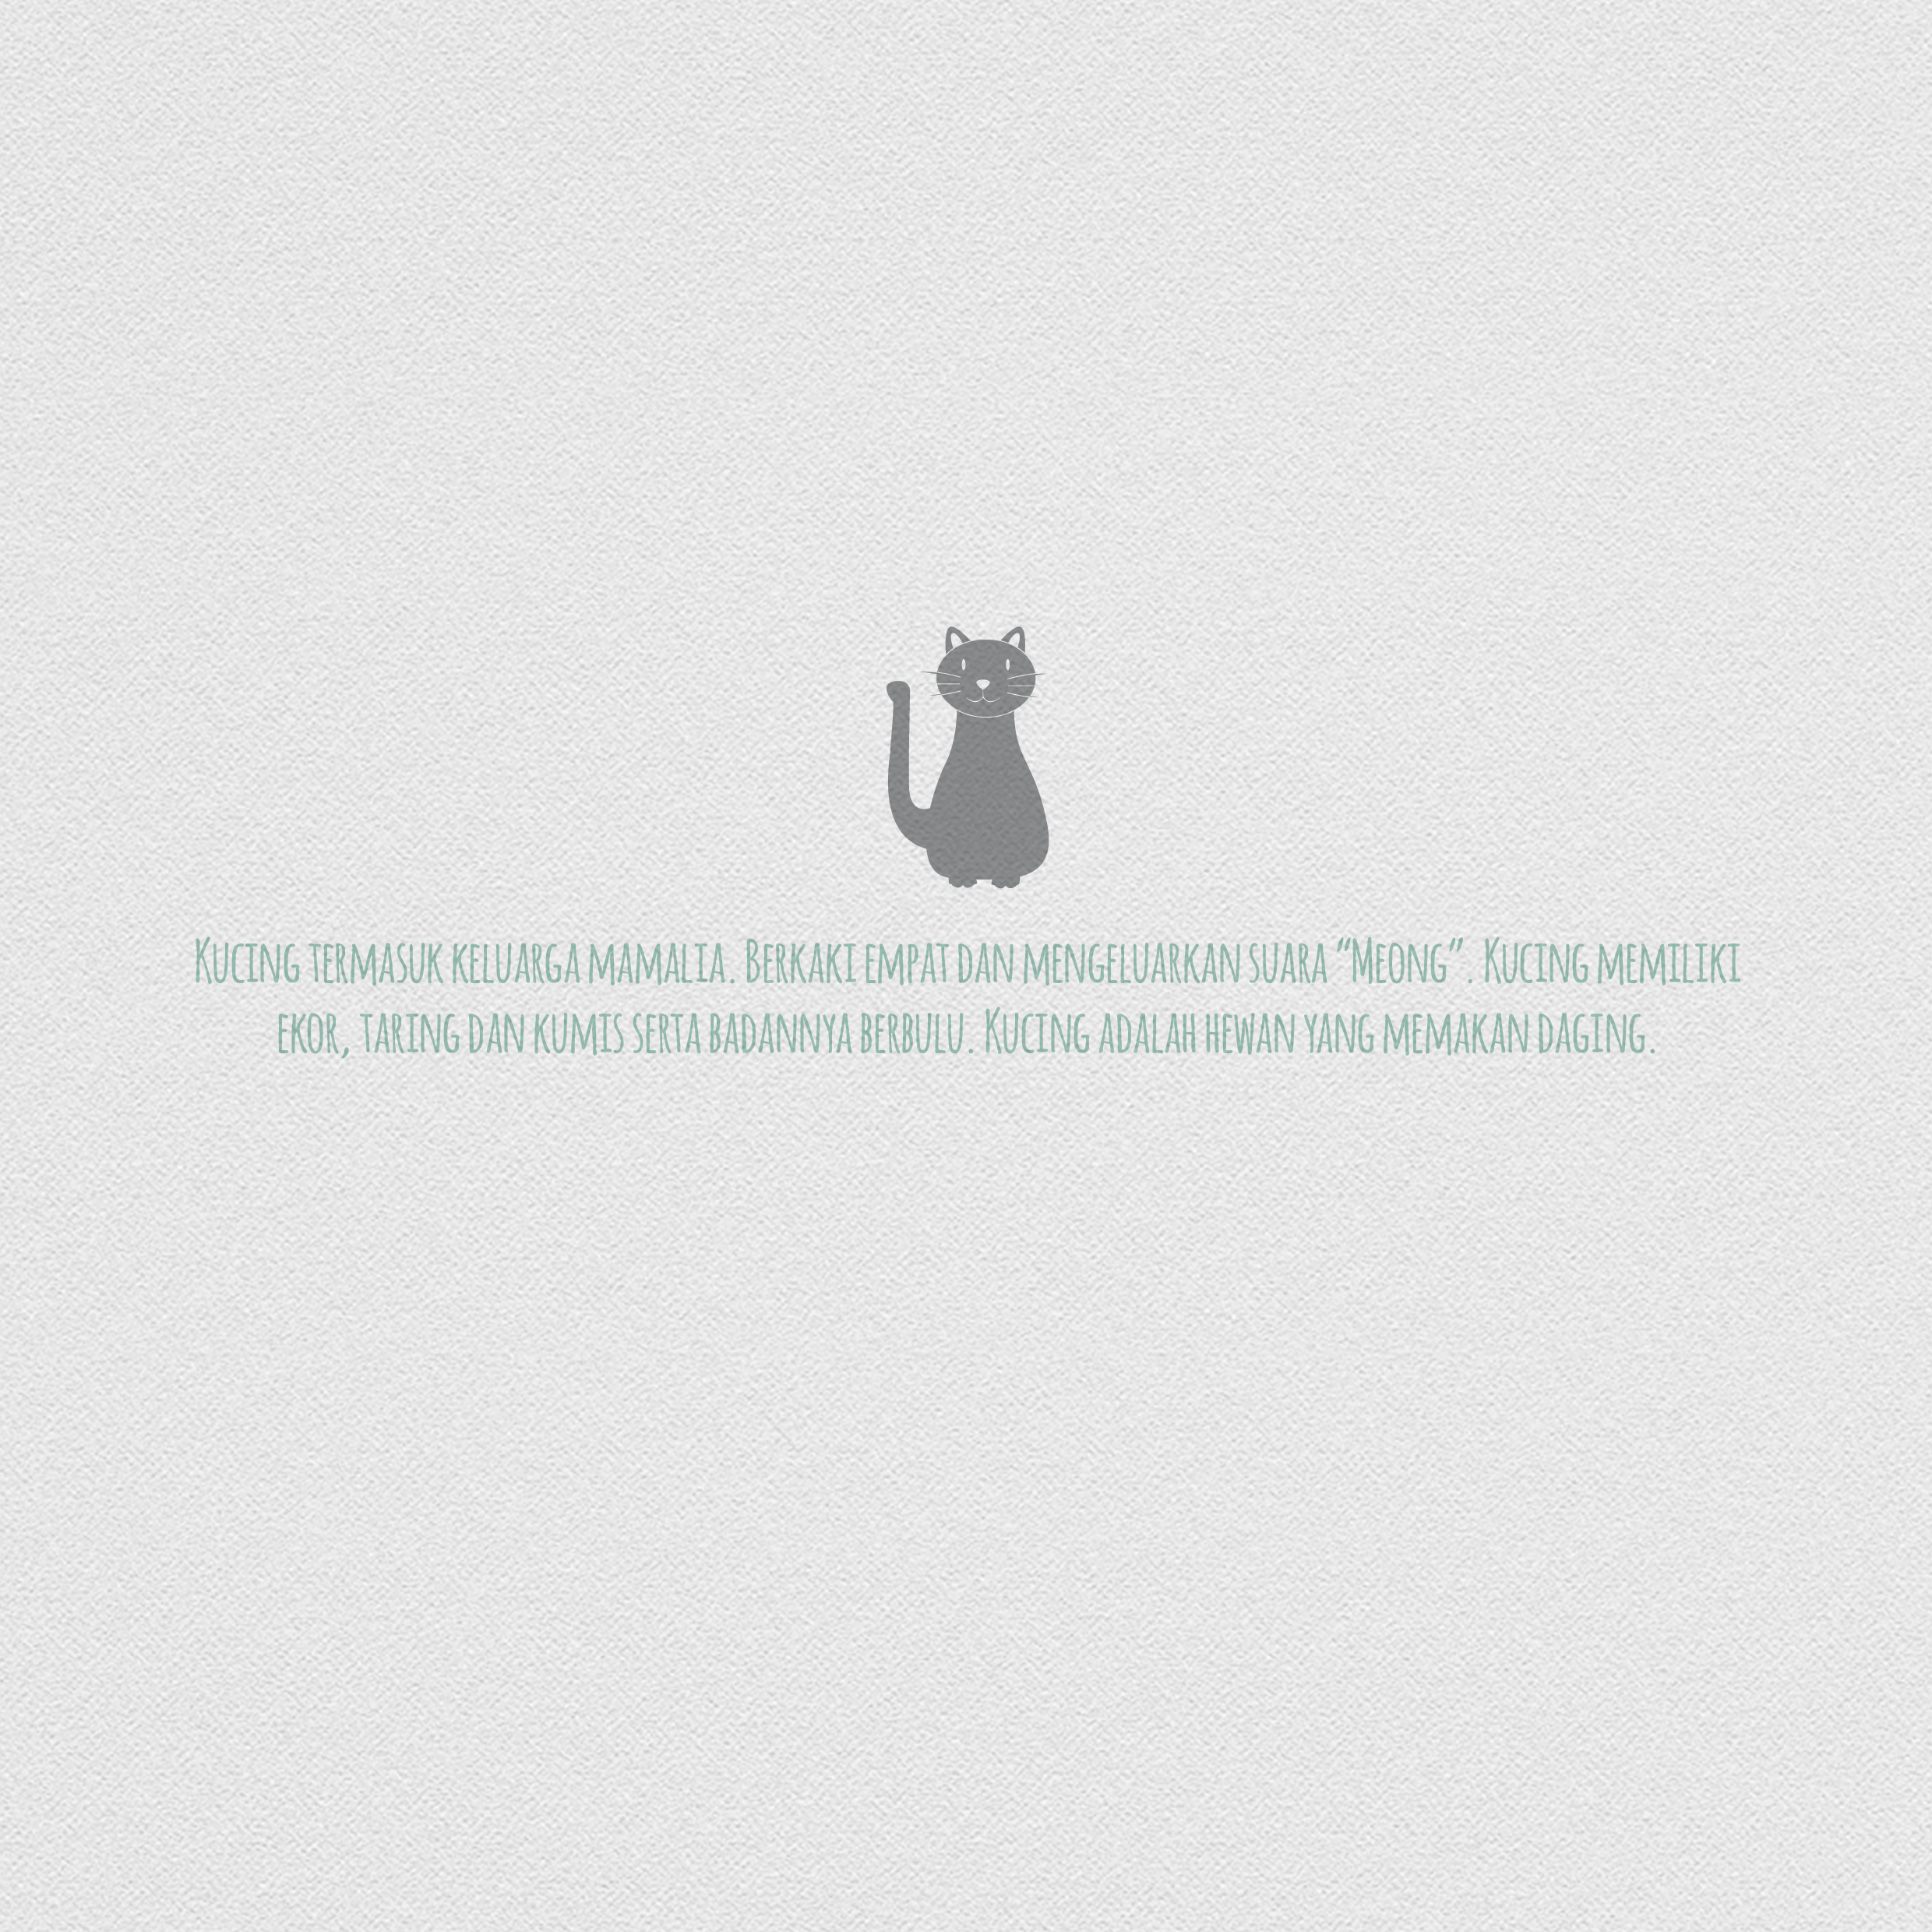 Kucing termasuk keluarga mamalia. Berkaki empat dan mengeluarkan suara “Meong”. Kucing memiliki
ekor, taring dan kumis serta badannya berbulu. Kucing adalah hewan yang memakan daging.